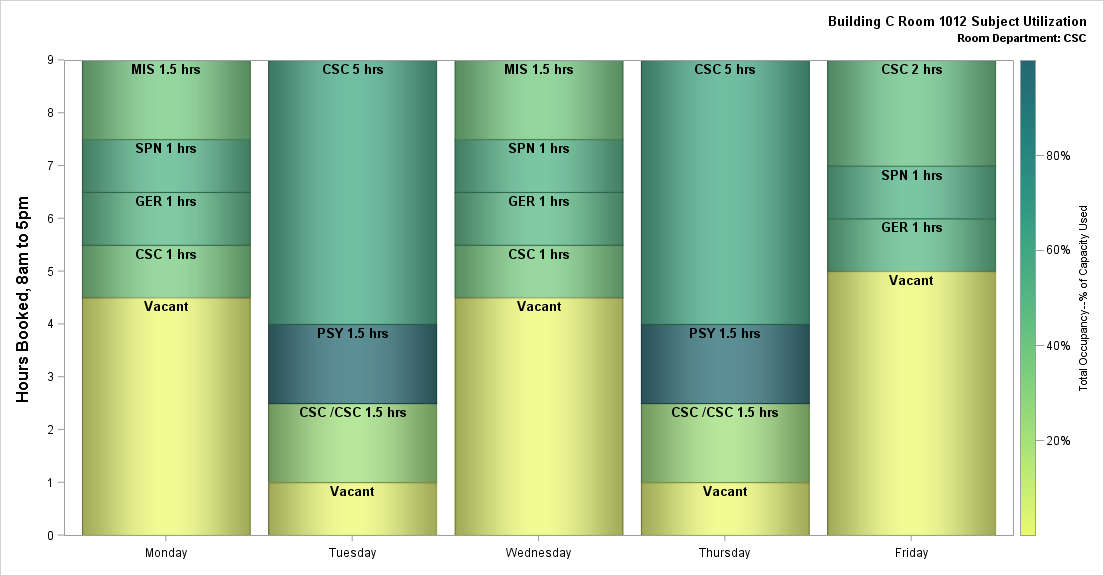 Building C Room 1012 Subject Utilization
Room Department: CSC
Hours Booked, 8am to 5pm
9
8
7
6
5
4
3
2
1
0
MIS 1.5 hrs
SPN 1 hrs
GER 1 hrs
CSC 1 hrs
Vacant
CSC 5 hrs
PSY 1.5 hrs
CSC /CSC 1.5 hrs
Vacant
MIS 1.5 hrs
SPN 1 hrs
GER 1 hrs
CSC 1 hrs
Vacant
CSC 5 hrs
PSY 1.5 hrs
CSC /CSC 1.5 hrs
Vacant
CSC 2 hrs
SPN 1 hrs
GER 1 hrs
Vacant
Monday
Tuesday
Wednesday
Thursday
Friday
80%
60%
40%
20%
Total Occupancy--% of Capacity Used